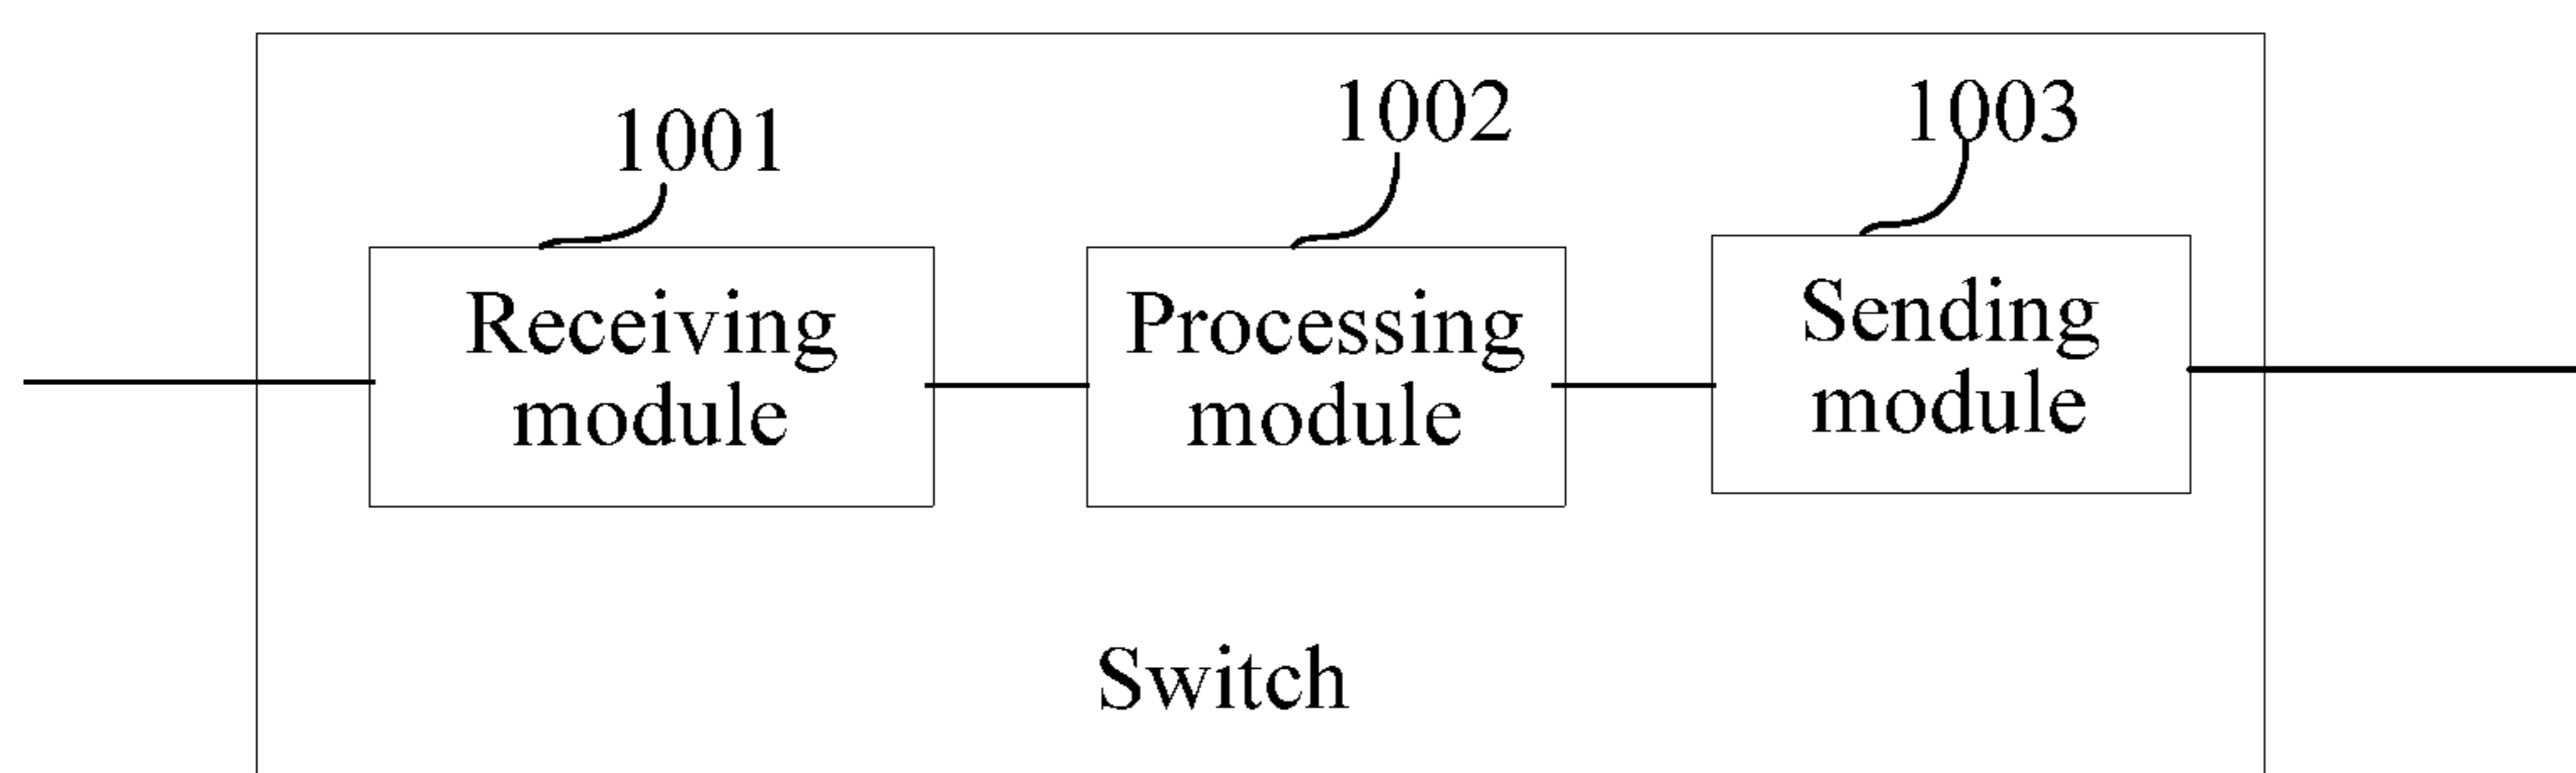 1001
1002
1003
Receiving
module
Processing
module
Sending
module
Switch